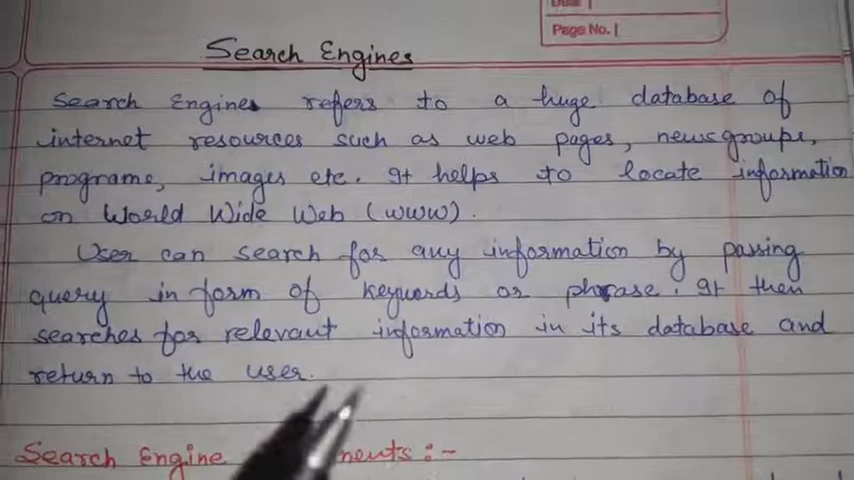 Page No.
Search Engines
Search Engines refers to a huge database of
internet resources such as web pages, newsgroups,
programs, images etc. It helps to locate information
on World Wide Web (WWW).
User can search for any information by passing
query in form of keywords or phrase. It then
searches for relevant information in its database and
return to the user.
Search Engine :-